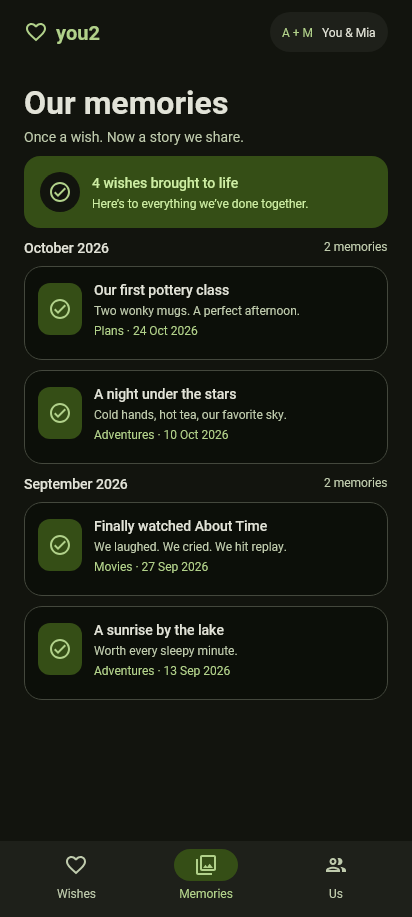 you2
A + M You & Mia
Our memories
Once a wish. Now a story we share.
4 wishes brought to life
Here's to everything we've done together.
October 2026 2 memories
Our first pottery class
Two wonky mugs. A perfect afternoon.
Plans · 24 Oct 2026
A night under the stars
Cold hands, hot tea, our favorite sky.
Adventures · 10 Oct 2026
September 2026 2 memories
Finally watched About Time
We laughed. We cried. We hit replay.
Movies · 27 Sep 2026
A sunrise by the lake
Worth every sleepy minute.
Adventures · 13 Sep 2026
Wishes Memories Us